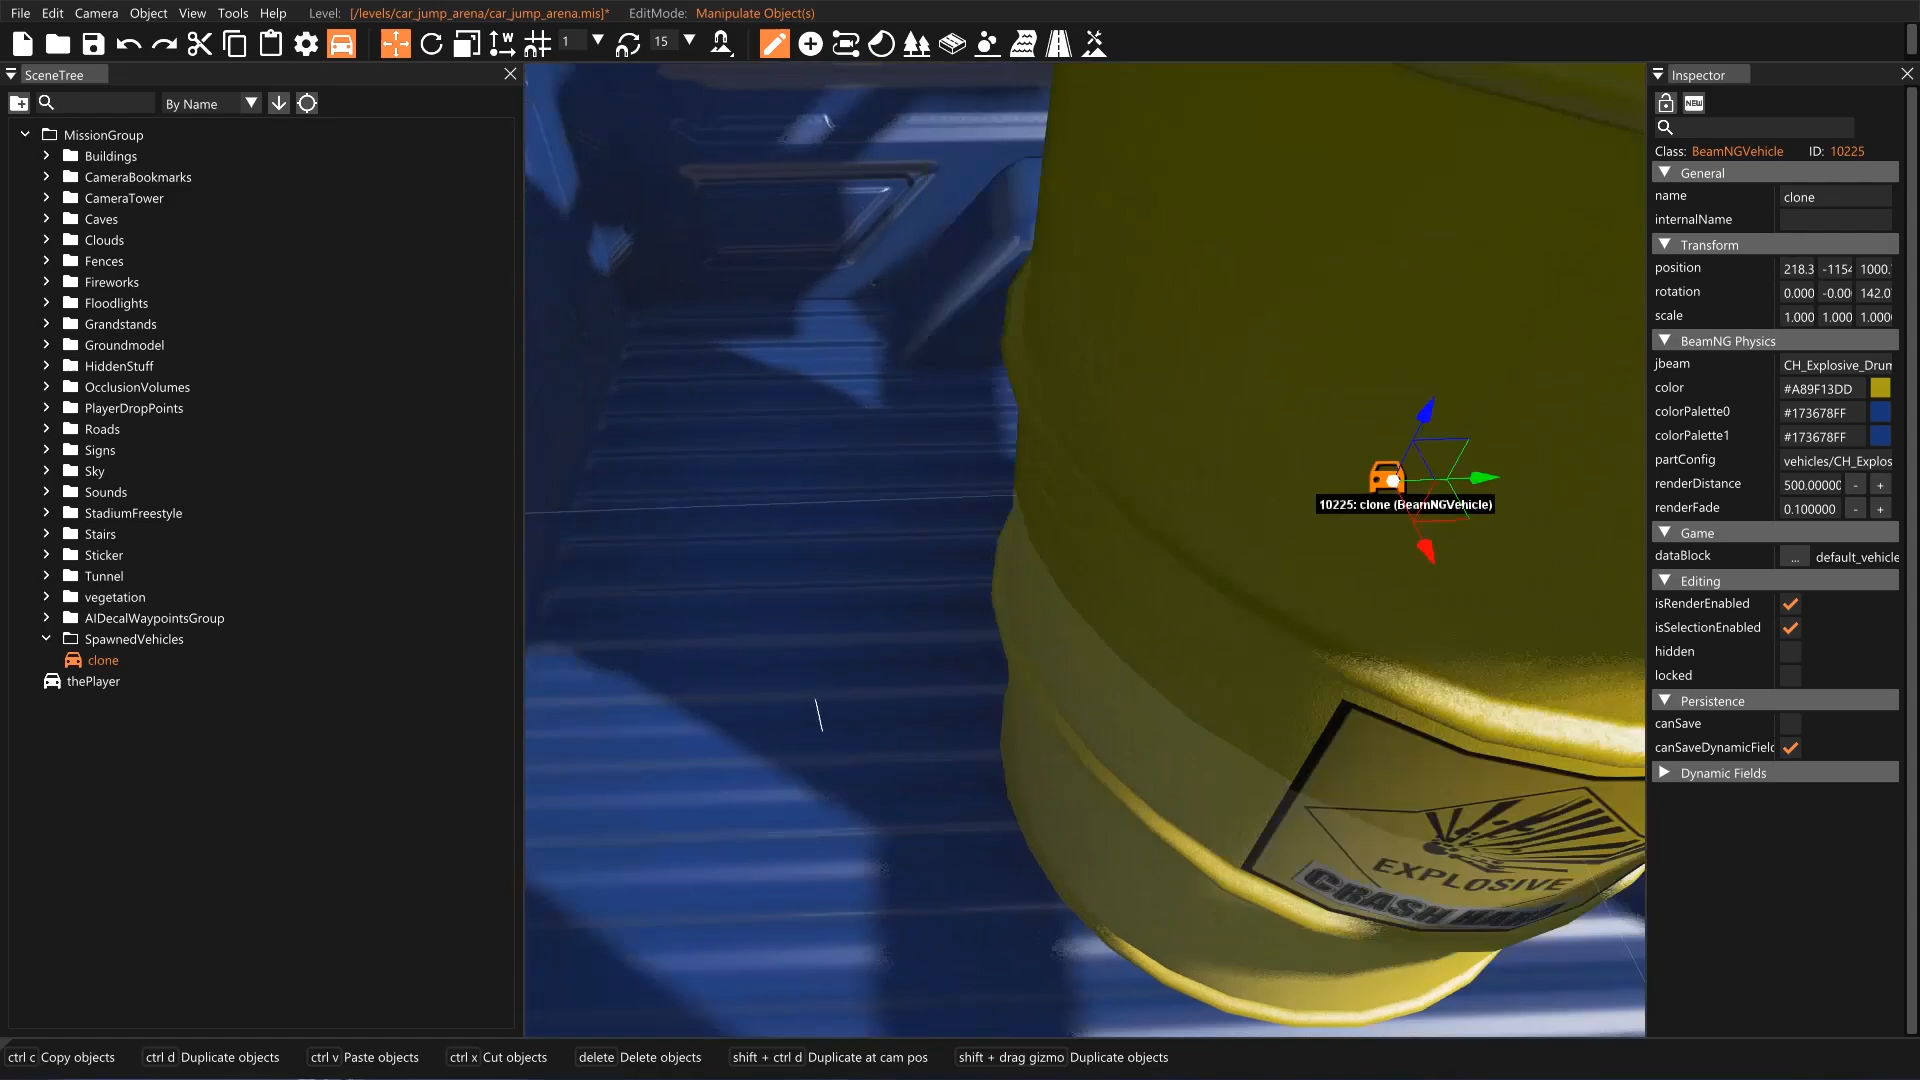 File Edit Camera Object View Tools Help Level: [/levels/car_jump_arena/car_jump_arena.mis]* EditMode: Manipulate Object(s)
1 15
SceneTree
By Name
MissionGroup
Buildings
CameraBookmarks
CameraTower
Caves
Clouds
Fences
Fireworks
Floodlights
Grandstands
Groundmodel
HiddenStuff
OcclusionVolumes
PlayerDropPoints
Roads
Signs
Sky
Sounds
StadiumFreestyle
Stairs
Sticker
Tunnel
vegetation
AIDecalWaypointsGroup
SpawnedVehicles
clone
thePlayer
10225: clone (BeamNGVehicle)
EXPLOSIVE
CRASH
Inspector
NEW
Class: BeamNGVehicle ID: 10225
General
name clone
internalName
Transform
position 218.3 -1154 1000.
rotation 0.000 -0.00 142.0
scale 1.000 1.000 1.000
BeamNG Physics
jbeam CH_Explosive_Drum
color #A89F13DD
colorPalette0 #173678FF
colorPalette1 #173678FF
partConfig vehicles/CH_Explos
renderDistance 500.00000 - +
renderFade 0.100000 - +
Game
dataBlock ... default_vehicle
Editing
isRenderEnabled
isSelectionEnabled
hidden
locked
Persistence
canSave
canSaveDynamicFielc
Dynamic Fields
ctrl c Copy objects ctrl d Duplicate objects ctrl v Paste objects ctrl x Cut objects delete Delete objects shift + ctrl d Duplicate at cam pos shift + drag gizmo Duplicate objects